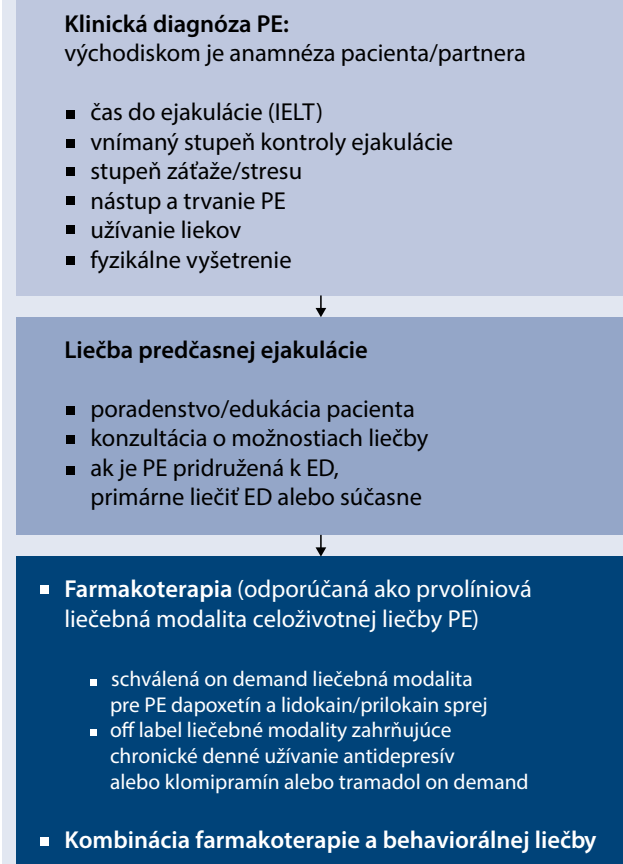 Klinická diagnóza PE:
východiskom je anamnéza pacienta/partnera
▪ čas do ejakulácie (IELT)
▪ vnímaný stupeň kontroly ejakulácie
▪ stupeň záťaže/stresu
▪ nástup a trvanie PE
▪ užívanie liekov
▪ fyzikálne vyšetrenie
Liečba predčasnej ejakulácie
▪ poradenstvo/edukácia pacienta
▪ konzultácia o možnostiach liečby
▪ ak je PE pridružená k ED,
primárne liečiť ED alebo súčasne
▪ Farmakoterapia (odporúčaná ako prvolíniová
liečebná modalita celoživotnej liečby PE)
▪ schválená on demand liečebná modalita
pre PE dapoxetín a lidokain/prilokain sprej
▪ off label liečebné modality zahrňujúce
chronické denné užívanie antidepresív
alebo klomipramín alebo tramadol on demand
▪ Kombinácia farmakoterapie a behaviorálnej liečby